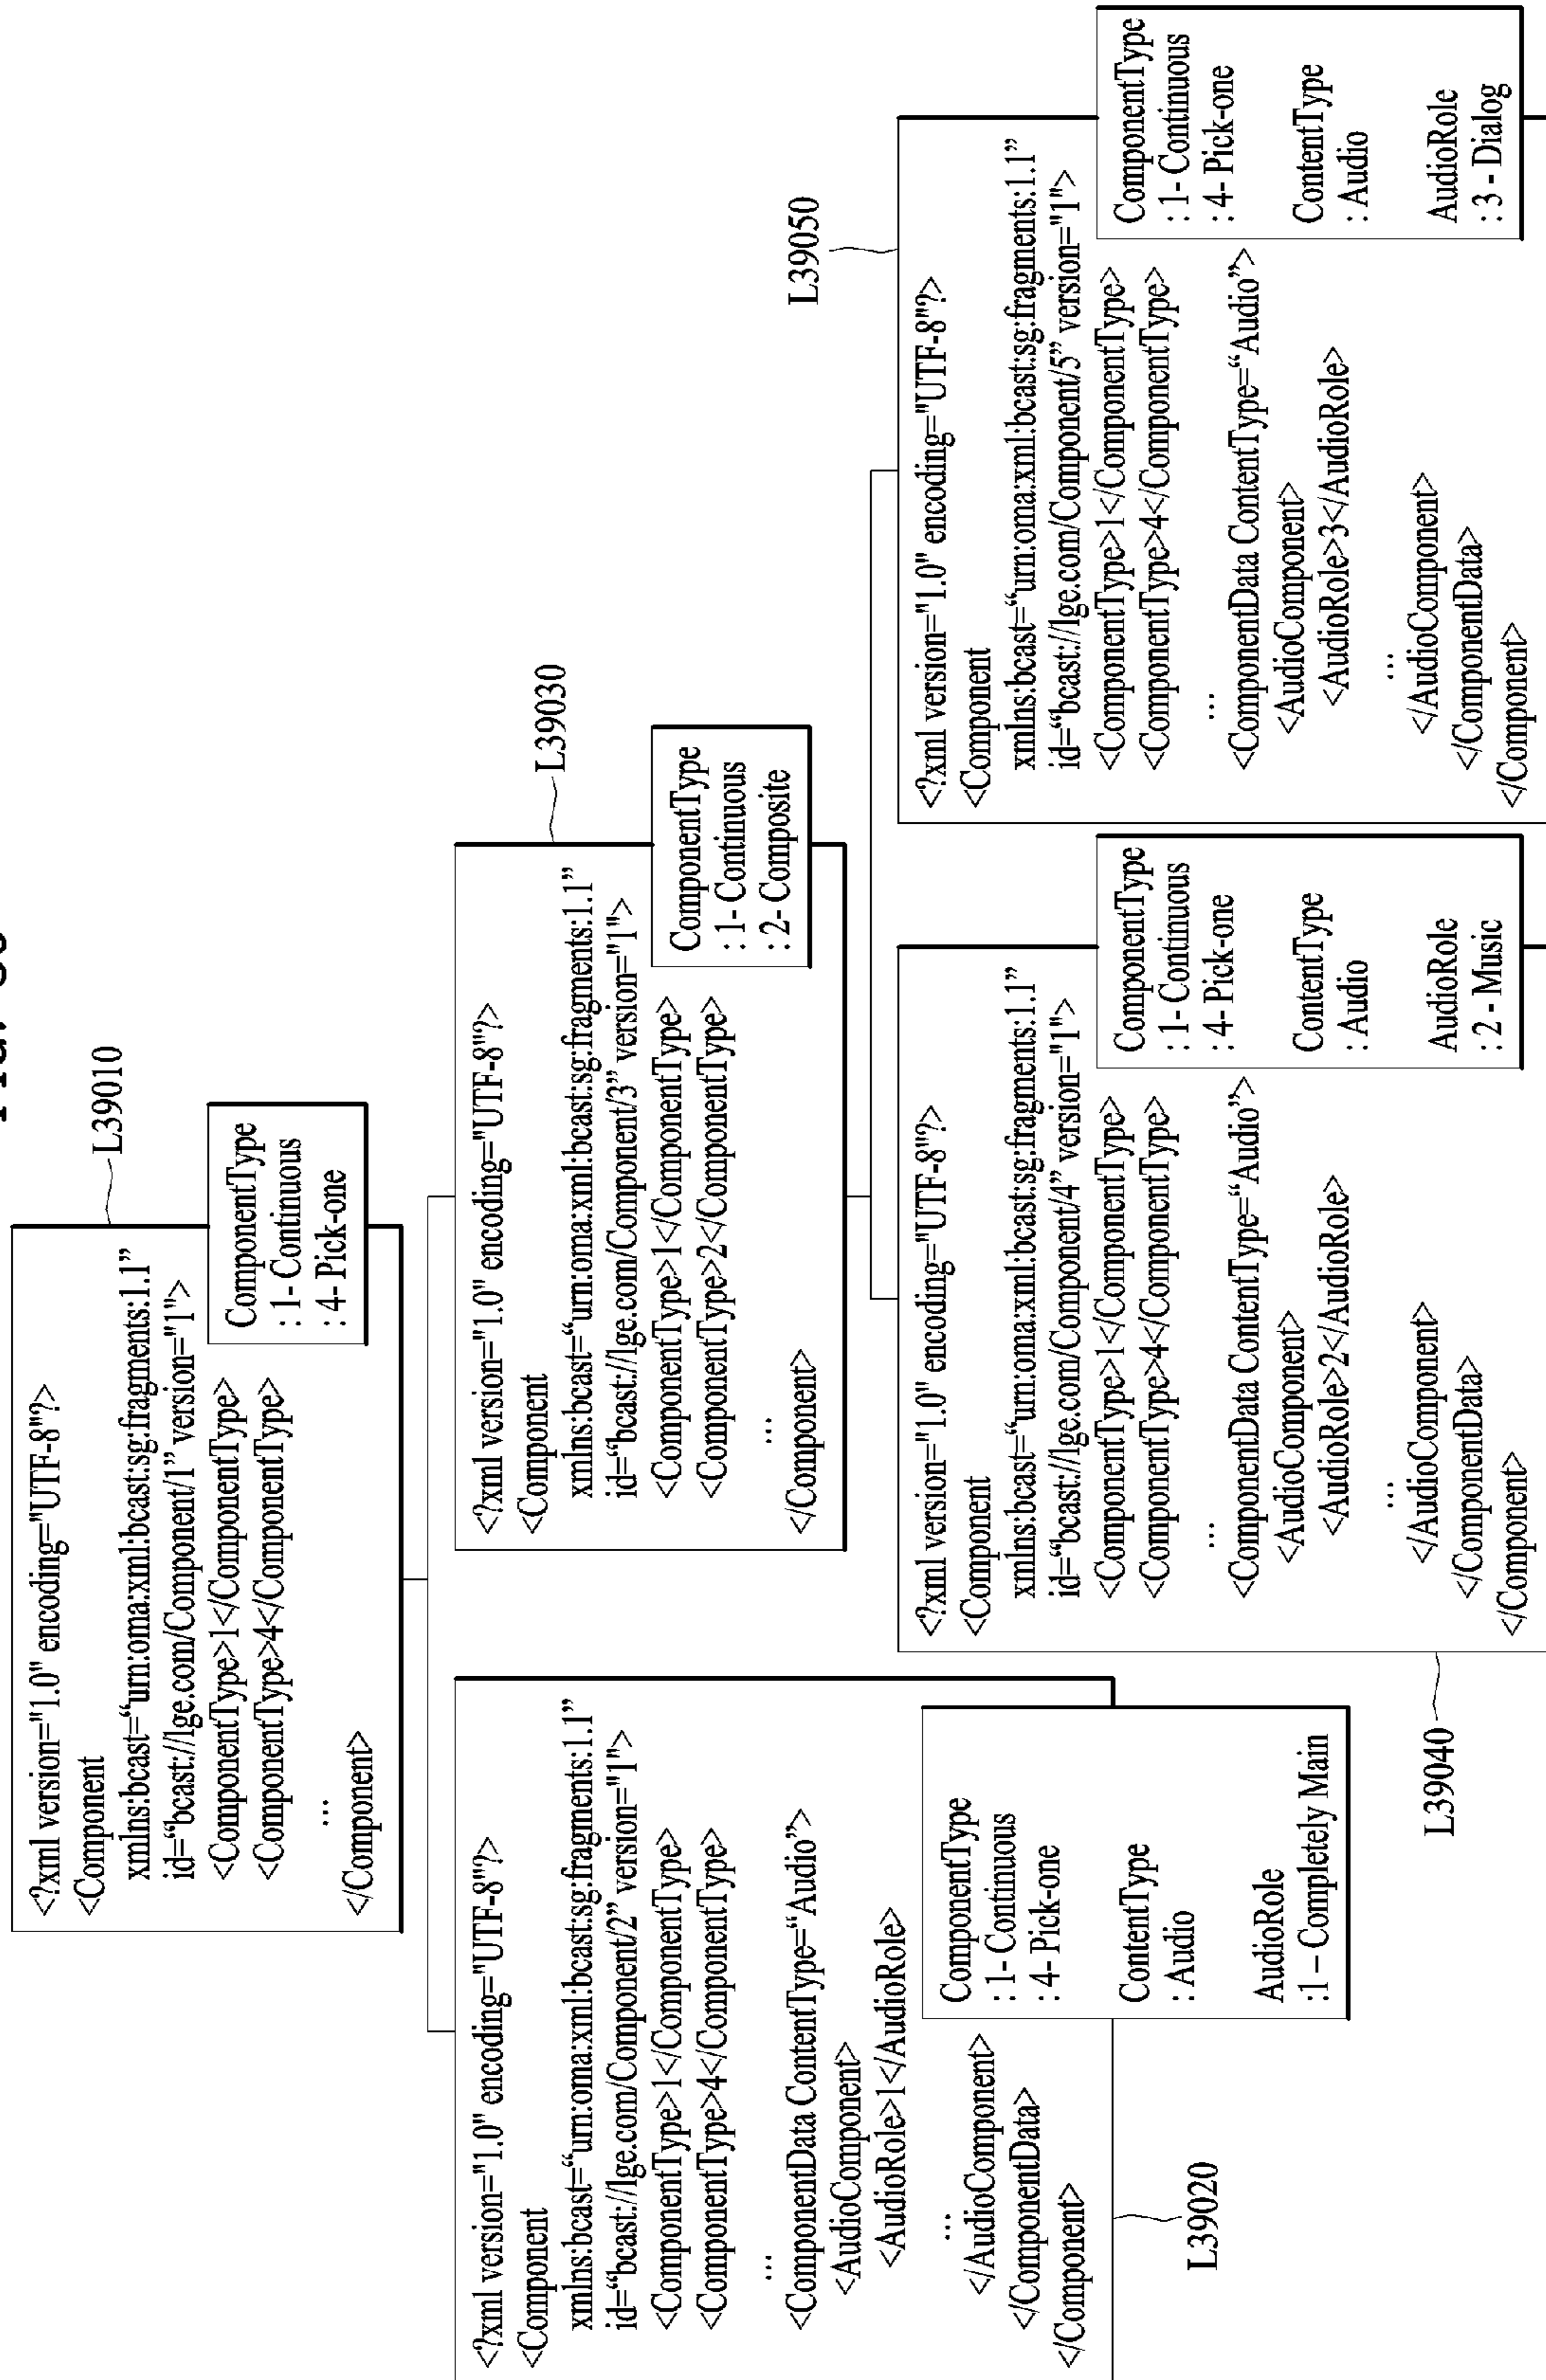 L39010
<?xml version="1.0" encoding="UTF-8"?>
<Component
xmlns:bcast=“urn:oma:xml:bcast:sg:fragments:1.1”
id=“bcast://lge.com/Component/1” version="1">
<ComponentType>1</ComponentType>
<ComponentType>4</ComponentType>
...
</Component>
ComponentType
: 1- Continuous
: 4- Pick-one
<?xml version="1.0" encoding="UTF-8"?>
<Component
xmlns:bcast=“urn:oma:xml:bcast:sg:fragments:1.1”
id=“bcast://lge.com/Component/2” version="1">
<ComponentType>1</ComponentType>
<ComponentType>4</ComponentType>
...
<ComponentData ContentType=“Audio”>
<AudioComponent>
<AudioRole>1</AudioRole>
...
</AudioComponent>
</ComponentData>
</Component>
ComponentType
: 1- Continuous
: 4- Pick-one
ContentType
: Audio
AudioRole
:1 – Completely Main
L39020
L39030
<?xml version="1.0" encoding="UTF-8"?>
<Component
xmlns:bcast=“urn:oma:xml:bcast:sg:fragments:1.1”
id=“bcast://lge.com/Component/3” version="1">
<ComponentType>1</ComponentType>
<ComponentType>2</ComponentType>
...
</Component>
ComponentType
: 1- Continuous
: 2- Composite
<?xml version="1.0" encoding="UTF-8"?>
<Component
xmlns:bcast=“urn:oma:xml:bcast:sg:fragments:1.1”
id=“bcast://lge.com/Component/4” version="1">
<ComponentType>1</ComponentType>
<ComponentType>4</ComponentType>
...
<ComponentData ContentType=“Audio”>
<AudioComponent>
<AudioRole>2</AudioRole>
...
</AudioComponent>
</ComponentData>
</Component>
ComponentType
: 1- Continuous
: 4- Pick-one
ContentType
: Audio
AudioRole
: 2 - Music
L39040
L39050
<?xml version="1.0" encoding="UTF-8"?>
<Component
xmlns:bcast=“urn:oma:xml:bcast:sg:fragments:1.1”
id=“bcast://lge.com/Component/5” version="1">
<ComponentType>1</ComponentType>
<ComponentType>4</ComponentType>
...
<ComponentData ContentType=“Audio”>
<AudioComponent>
<AudioRole>3</AudioRole>
...
</AudioComponent>
</ComponentData>
</Component>
ComponentType
: 1- Continuous
: 4- Pick-one
ContentType
: Audio
AudioRole
: 3 - Dialog